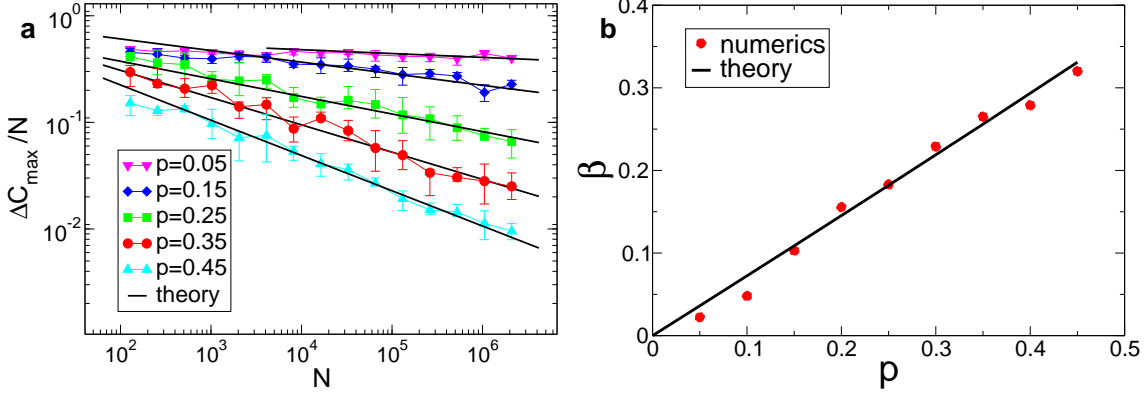 a
ΔC_max /N
10^0
10^-1
10^-2
p=0.05
p=0.15
p=0.25
p=0.35
p=0.45
theory
10^2 10^3 10^4 10^5 10^6
N
b
β
0.4
0.3
0.2
0.1
0
numerics
theory
0 0.1 0.2 0.3 0.4 0.5
p